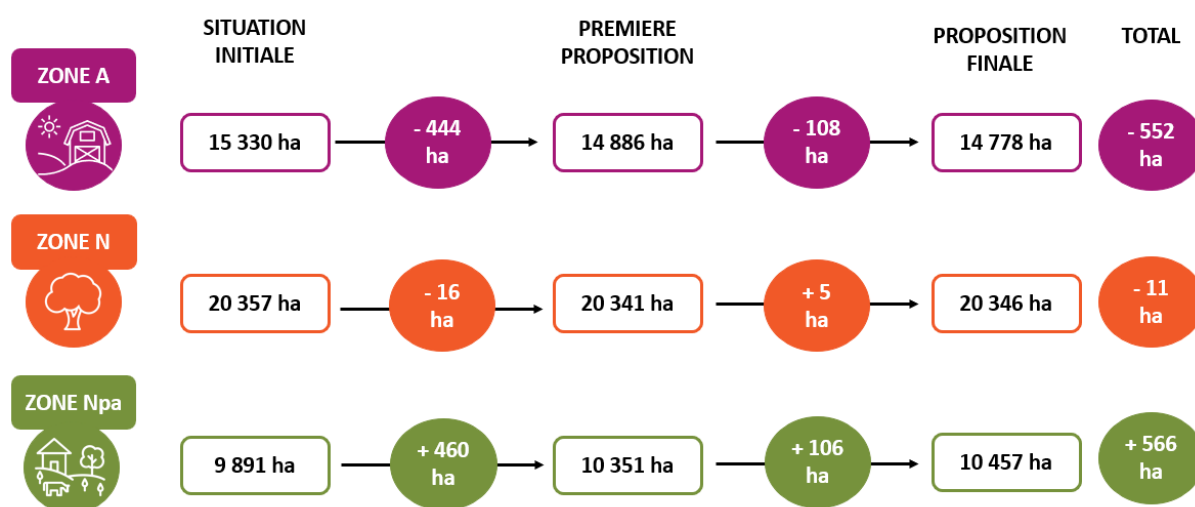 SITUATION
INITIALE
PREMIERE
PROPOSITION
PROPOSITION
FINALE
TOTAL
ZONE A
15 330 ha
- 444
ha
14 886 ha
- 108
ha
14 778 ha
- 552
ha
ZONE N
20 357 ha
- 16
ha
20 341 ha
+ 5
ha
20 346 ha
- 11
ha
ZONE Npa
9 891 ha
+ 460
ha
10 351 ha
+ 106
ha
10 457 ha
+ 566
ha